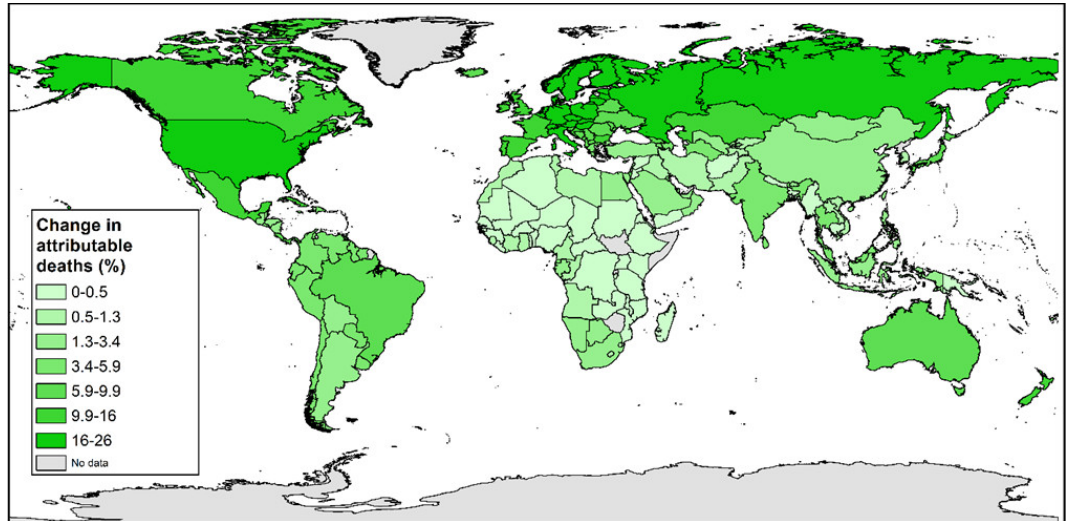 Change in
attributable
deaths (%)
0-0.5
0.5-1.3
1.3-3.4
3.4-5.9
5.9-9.9
9.9-16
16-26
No data